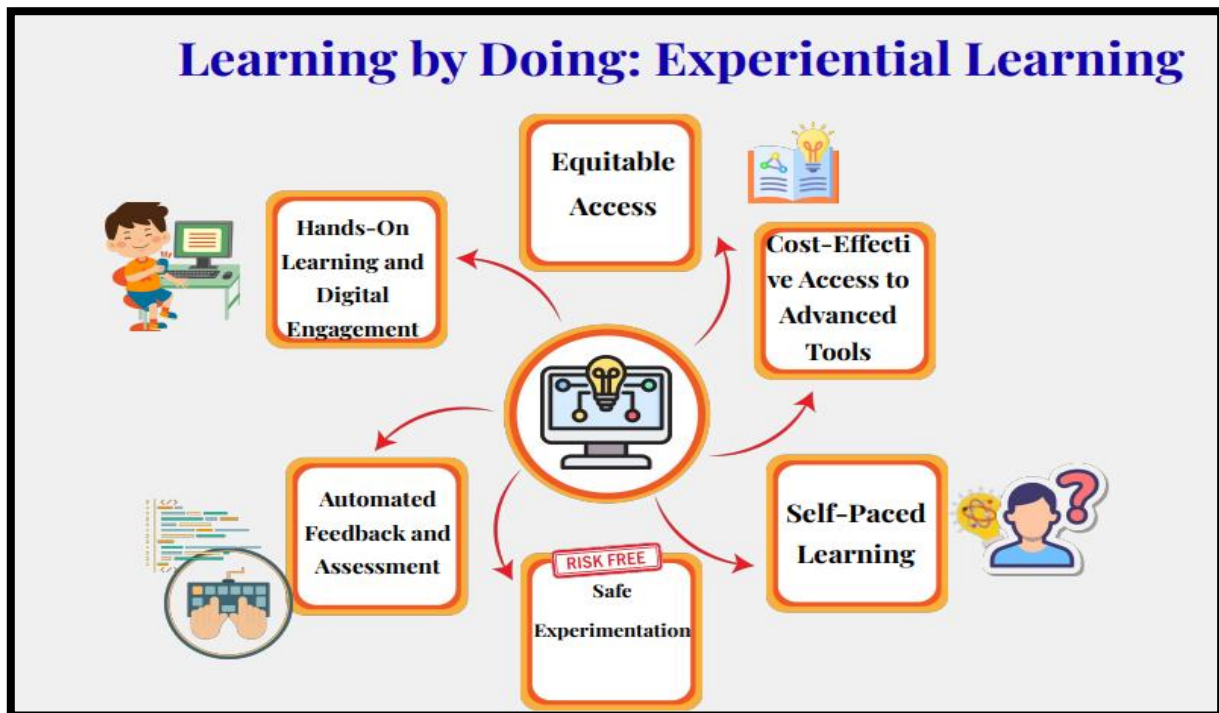 Learning by Doing: Experiential Learning
Equitable
Access
Hands-On
Learning and
Digital
Engagement
Cost-Effecti
ve Access to
Advanced
Tools
Automated
Feedback and
Assessment
RISK FREE
Safe
Experimentation
Self-Paced
Learning